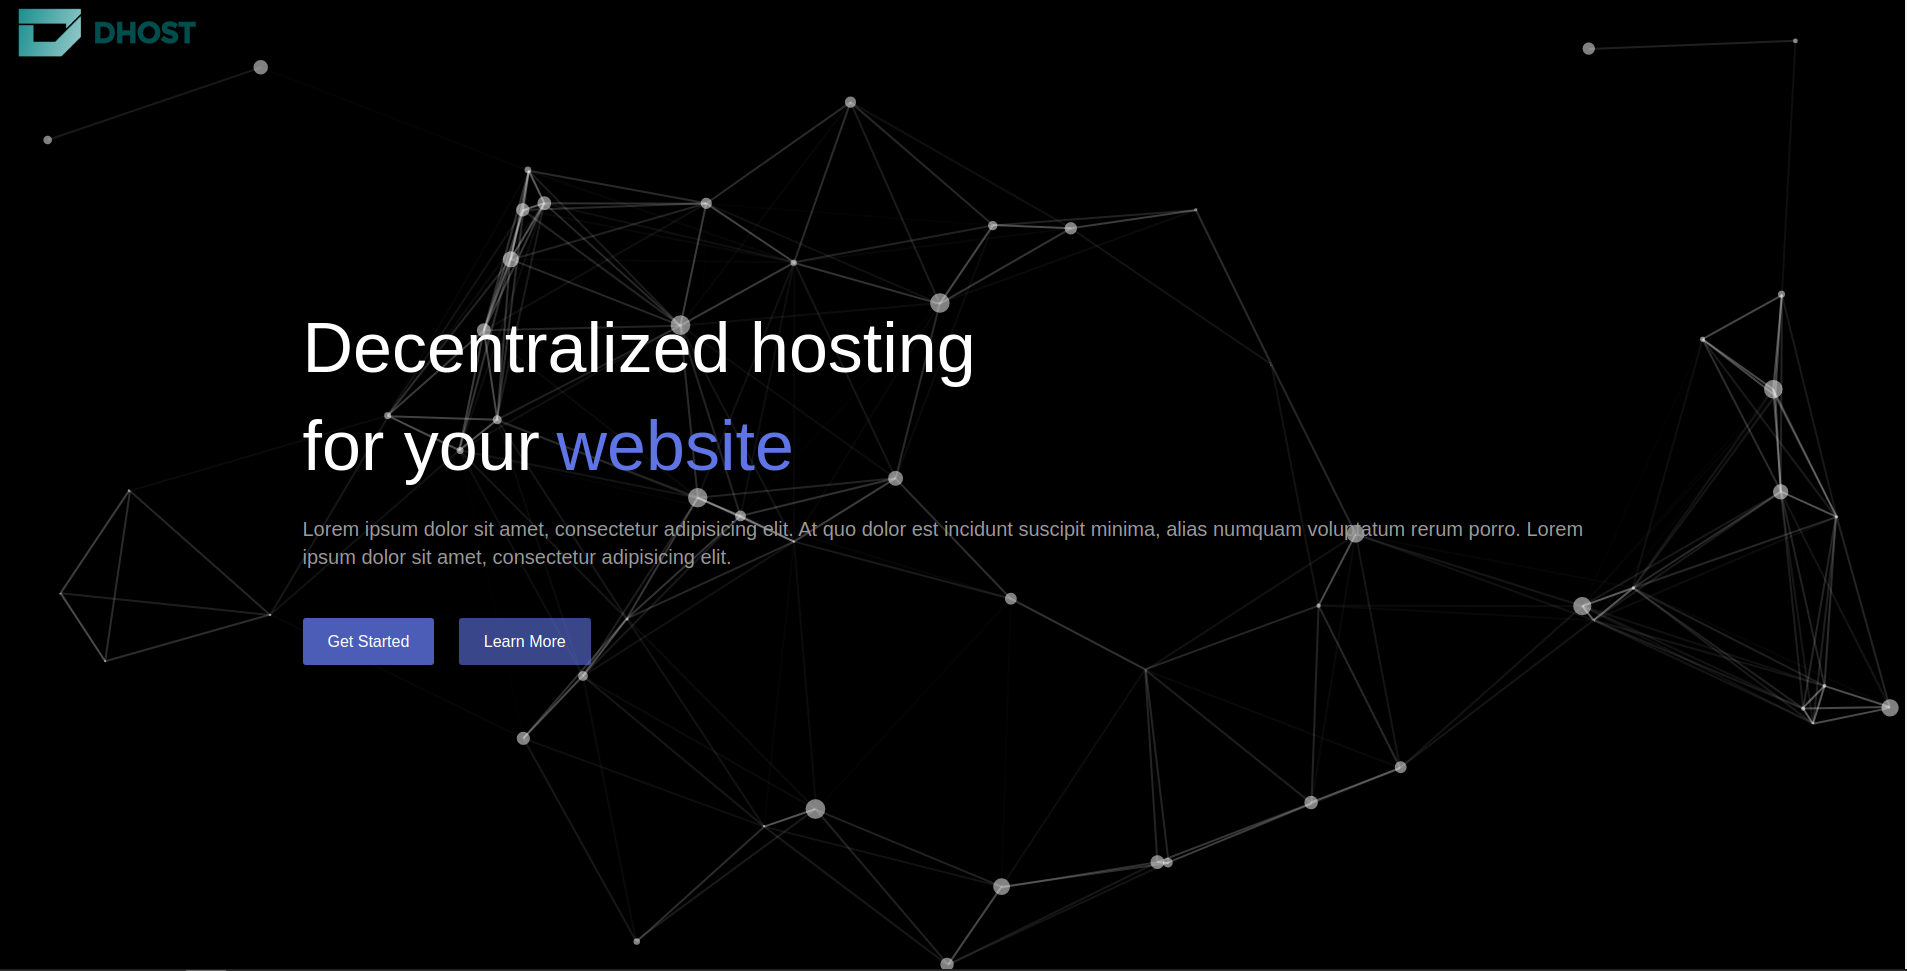 DHOST
Decentralized hosting
for your website
Lorem ipsum dolor sit amet, consectetur adipisicing elit. At quo dolor est incidunt suscipit minima, alias numquam voluptatum rerum porro. Lorem
ipsum dolor sit amet, consectetur adipisicing elit.
Get Started
Learn More